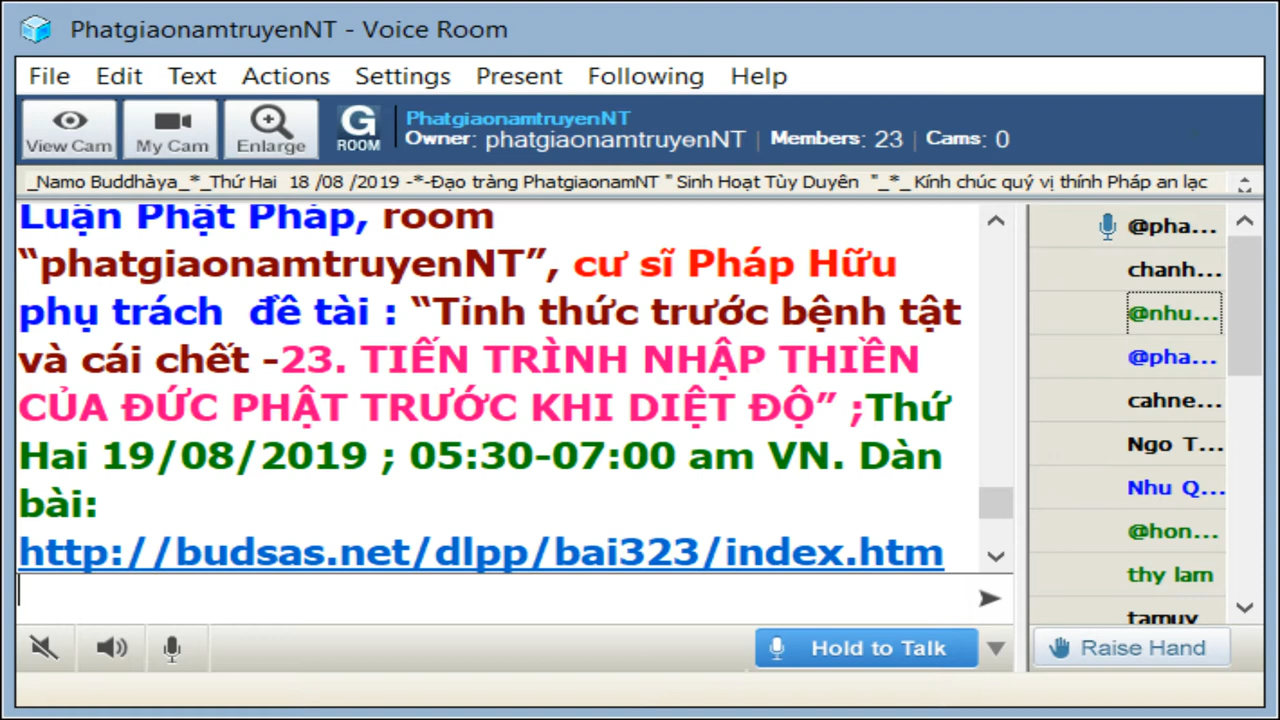 PhatgiaonamtruyenNT - Voice Room
File Edit Text Actions Settings Present Following Help
View Cam My Cam Enlarge G ROOM
PhatgiaonamtruyenNT
Owner: phatgiaonamtruyenNT | Members: 23 | Cams: 0
_Namo Buddhàya_*_Thứ Hai 18 /08 /2019 -*-Đạo tràng PhatgiaonamNT " Sinh Hoạt Tùy Duyên "_*_ Kính chúc quý vị thính Pháp an lạc
Luận Phật Pháp, room
“phatgiaonamtruyenNT”, cư sĩ Pháp Hữu
phụ trách đề tài : “Tỉnh thức trước bệnh tật
và cái chết -23. TIẾN TRÌNH NHẬP THIỀN
CỦA ĐỨC PHẬT TRƯỚC KHI DIỆT ĐỘ” ;Thứ
Hai 19/08/2019 ; 05:30-07:00 am VN. Dàn
bài:
http://budsas.net/dlpp/bai323/index.htm
@pha...
chanh...
@nhu...
@pha...
cahne...
Ngo T...
Nhu Q...
@hon...
thy lam
tamuy
Hold to Talk
Raise Hand